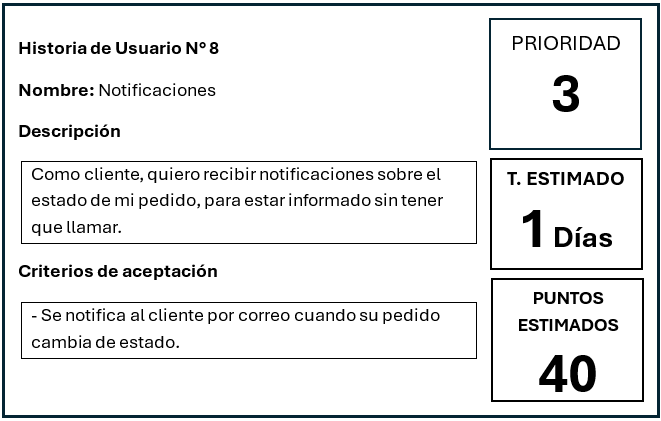 Historia de Usuario N° 8
Nombre: Notificaciones
Descripción
Como cliente, quiero recibir notificaciones sobre el
estado de mi pedido, para estar informado sin tener
que llamar.
Criterios de aceptación
- Se notifica al cliente por correo cuando su pedido
cambia de estado.
PRIORIDAD
3
T. ESTIMADO
1 Días
PUNTOS
ESTIMADOS
40